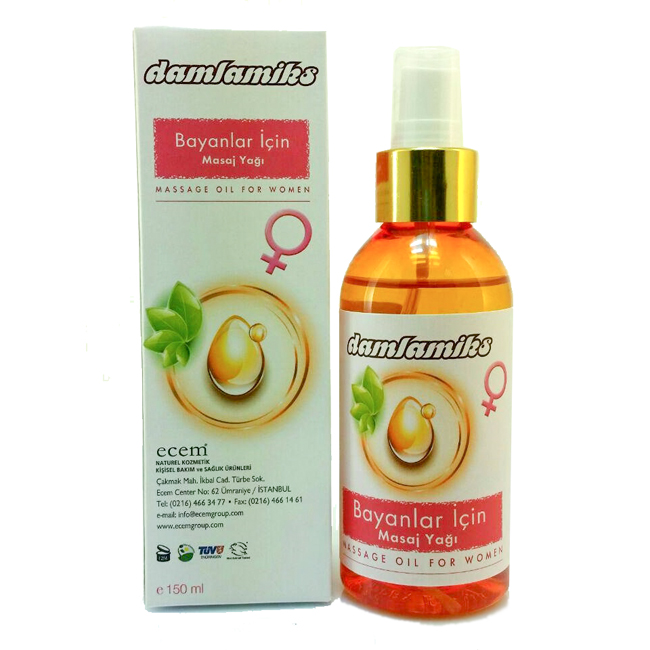 damlamiks
Bayanlar İçin
Masaj Yağı
MASSAGE OIL FOR WOMEN
ecem
NATUREL KOZMETİK
KİŞİSEL BAKIM ve SAĞLIK ÜRÜNLERİ
Çakmak Mah. İkbal Cad. Türbe Sok.
Ecem Center No: 62 Ümraniye / İSTANBUL
Tel: (0216) 466 34 77 • Fax: (0216) 466 14 61
e-mail: info@ecemgroup.com
www.ecemgroup.com
TUV
THÜRINGEN
e 150 ml
damlamiks
Bayanlar İçin
Masaj Yağı
MASSAGE OIL FOR WOMEN